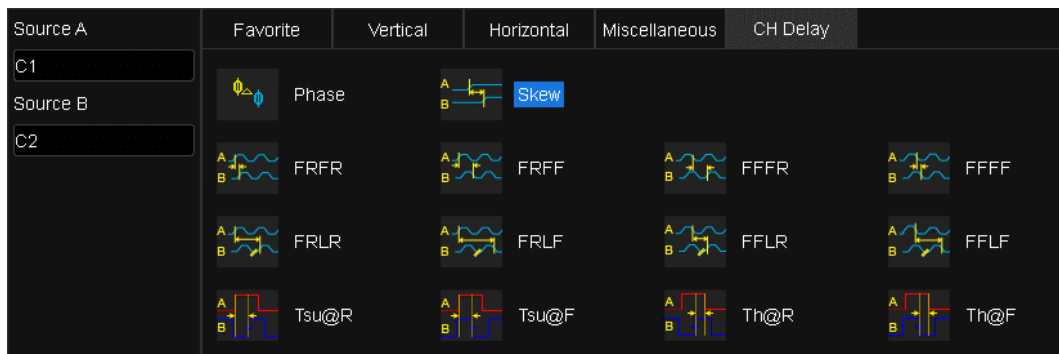 Source A
C1
Source B
C2
Favorite Vertical Horizontal Miscellaneous CH Delay
Φ Φ Phase A B Skew
A B FRFR A B FRFF A B FFFR A B FFFF
A B FRLR A B FRLF A B FFLR A B FFLF
A B Tsu@R A B Tsu@F A B Th@R A B Th@F